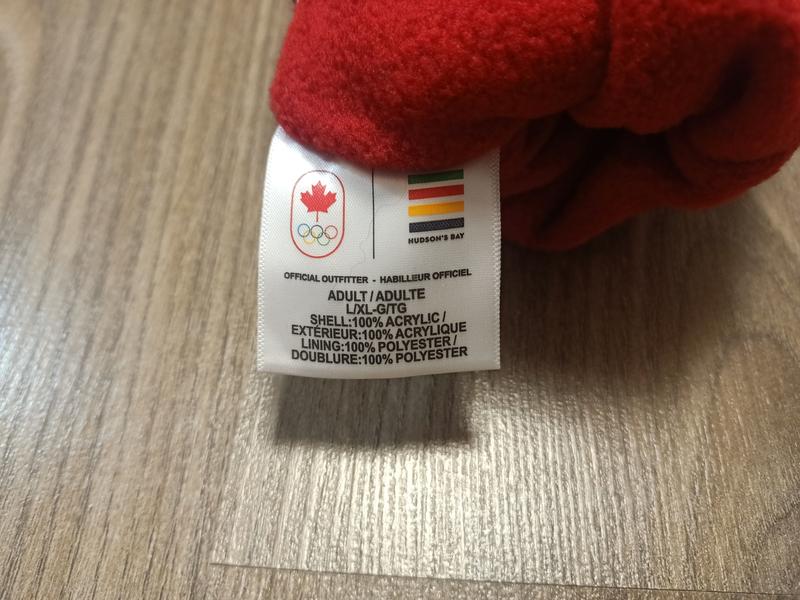 HUDSON'S BAY
OFFICIAL OUTFITTER - HABILLEUR OFFICIEL
ADULT / ADULTE
L/XL-G/TG
SHELL:100% ACRYLIC /
EXTÉRIEUR:100% ACRYLIQUE
LINING:100% POLYESTER /
DOUBLURE:100% POLYESTER